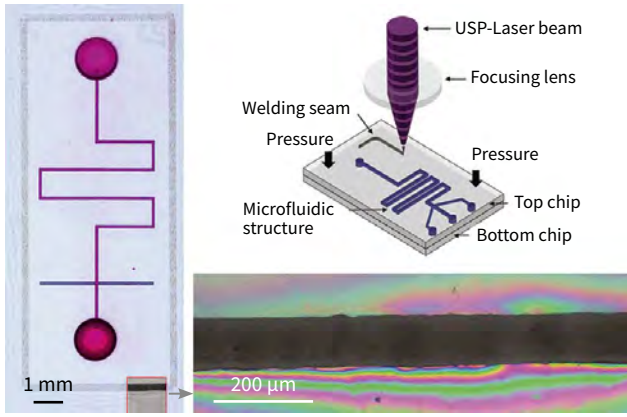 USP-Laser beam
Focusing lens
Welding seam
Pressure
Pressure
Microfluidic
structure
Top chip
Bottom chip
1 mm
200 µm